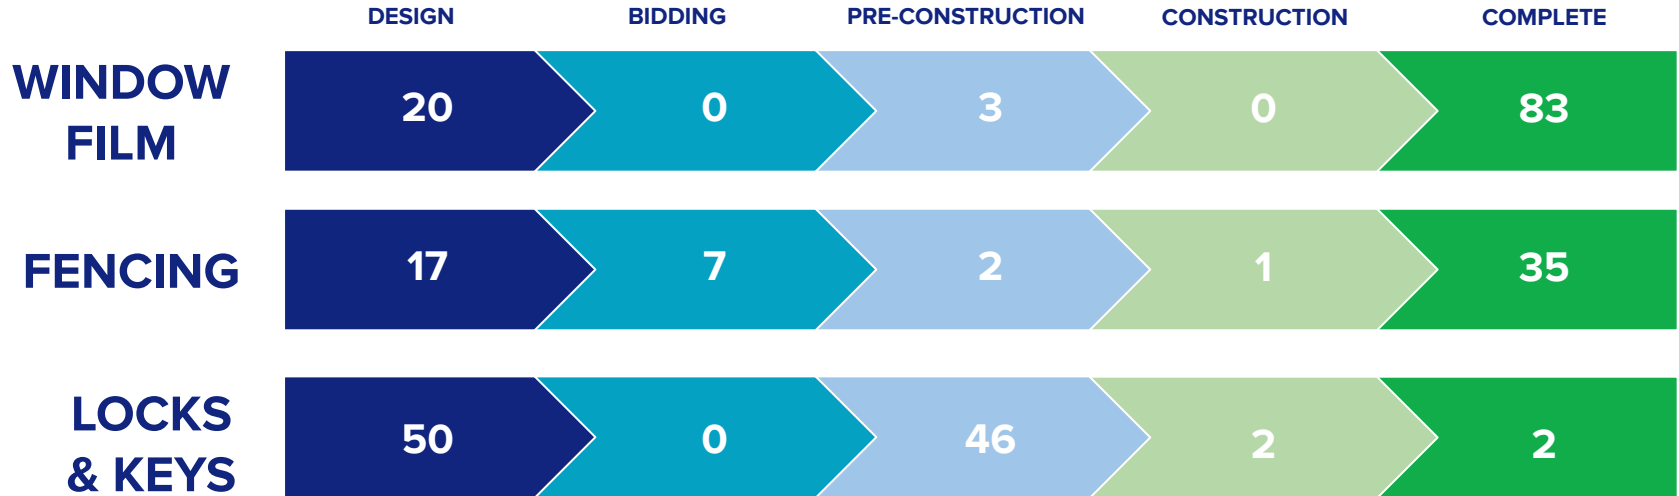 DESIGN BIDDING PRE-CONSTRUCTION CONSTRUCTION COMPLETE
WINDOW
FILM
20 0 3 0 83
FENCING
17 7 2 1 35
LOCKS
& KEYS
50 0 46 2 2